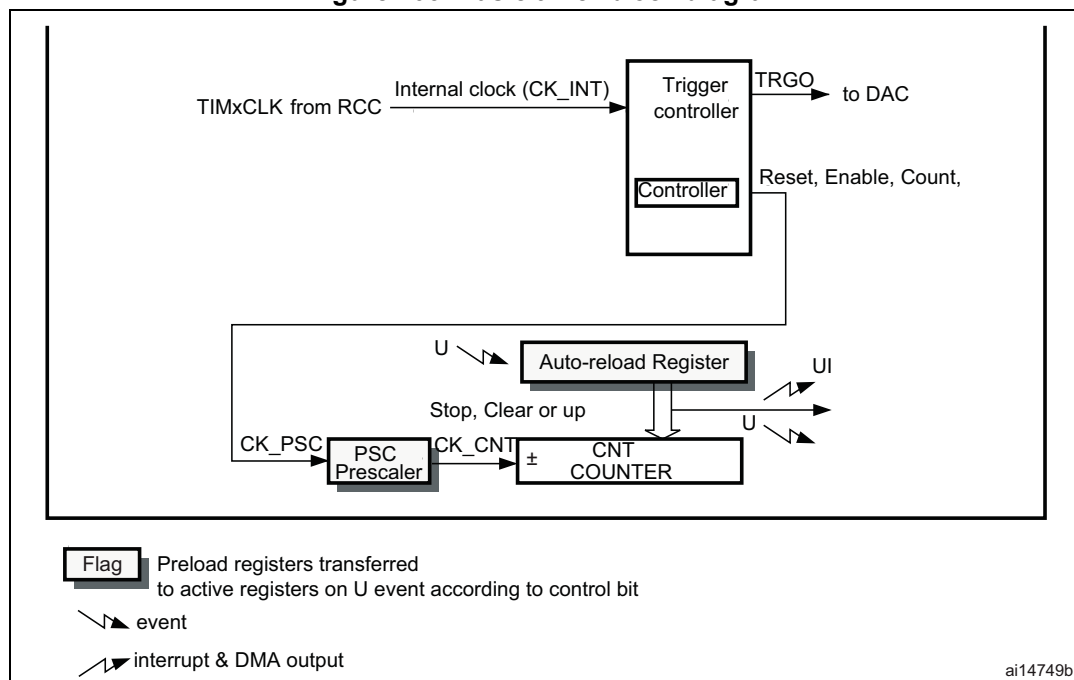 TRGO
Trigger
controller
Internal clock (CK_INT)
TIMxCLK from RCC
to DAC
Reset, Enable, Count,
Controller
U
Auto-reload Register
UI
Stop, Clear or up
U
CK_PSC
PSC
Prescaler
CK_CNT
±
CNT
COUNTER
Flag
Preload registers transferred
to active registers on U event according to control bit
event
interrupt & DMA output
ai14749b